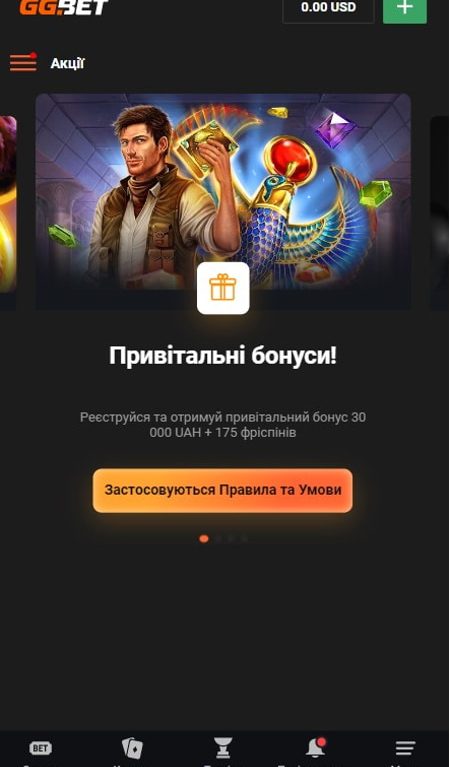 GG.BET
0.00 USD
+
Акції
Привітальні бонуси!
Реєструйся та отримуй привітальний бонус 30
000 UAH + 175 фріспінів
Застосовуються Правила та Умови
BET